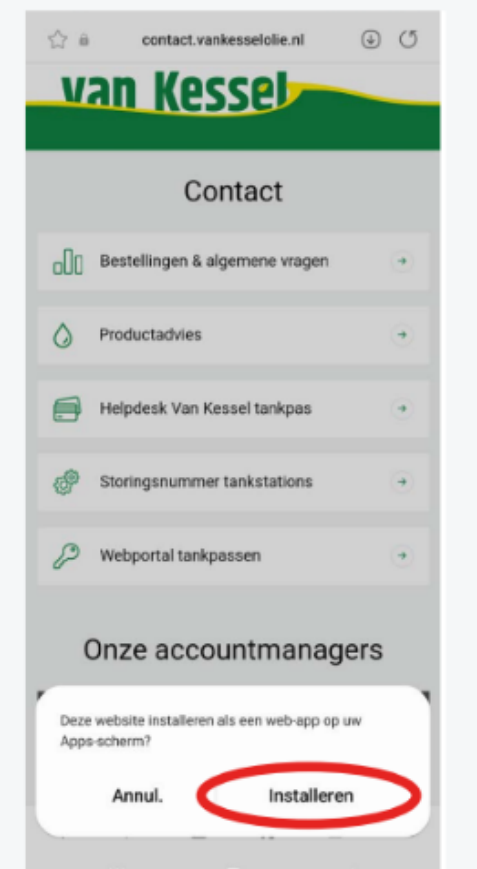 contact.vankesselolie.nl
van Kessel
Contact
Bestellingen & algemene vragen
Productadvies
Helpdesk Van Kessel tankpas
Storingsnummer tankstations
Webportal tankpassen
Onze accountmanagers
Deze website installeren als een web-app op uw
Apps-scherm?
Annul. Installeren